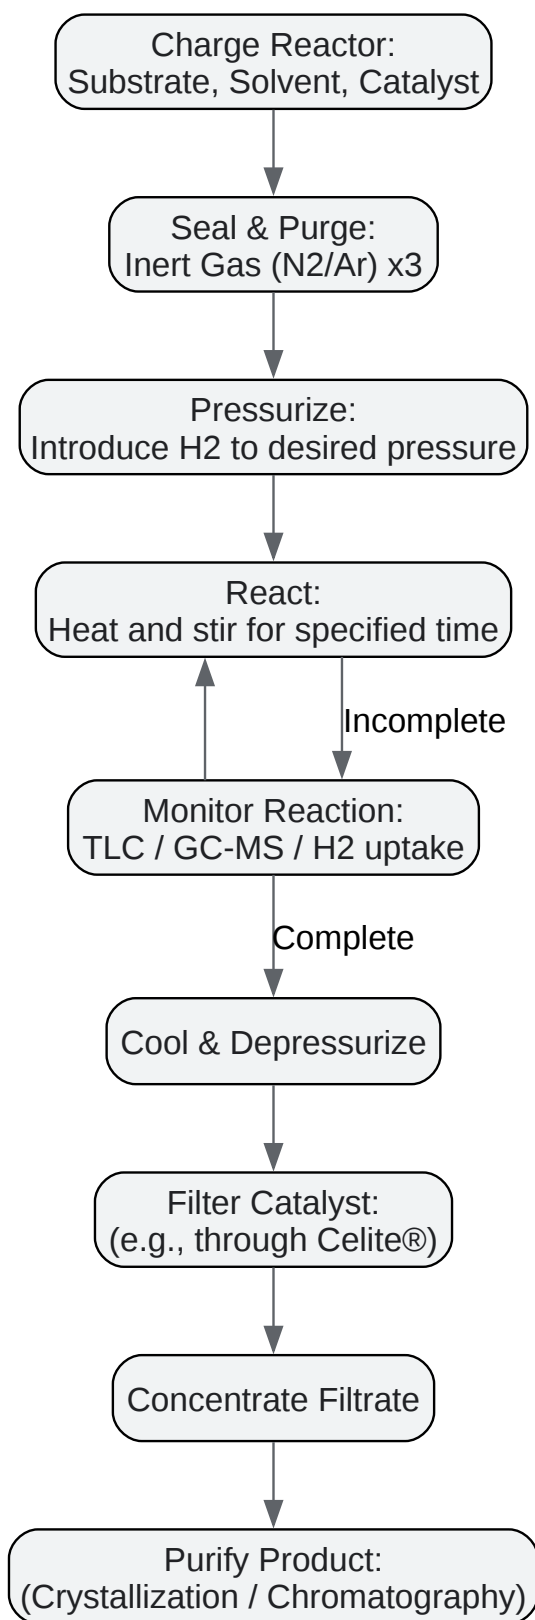 Charge Reactor:
Substrate, Solvent, Catalyst
Seal & Purge:
Inert Gas (N2/Ar) x3
Pressurize:
Introduce H2 to desired pressure
React:
Heat and stir for specified time
Incomplete
Monitor Reaction:
TLC / GC-MS / H2 uptake
Complete
Cool & Depressurize
Filter Catalyst:
(e.g., through Celite®)
Concentrate Filtrate
Purify Product:
(Crystallization / Chromatography)